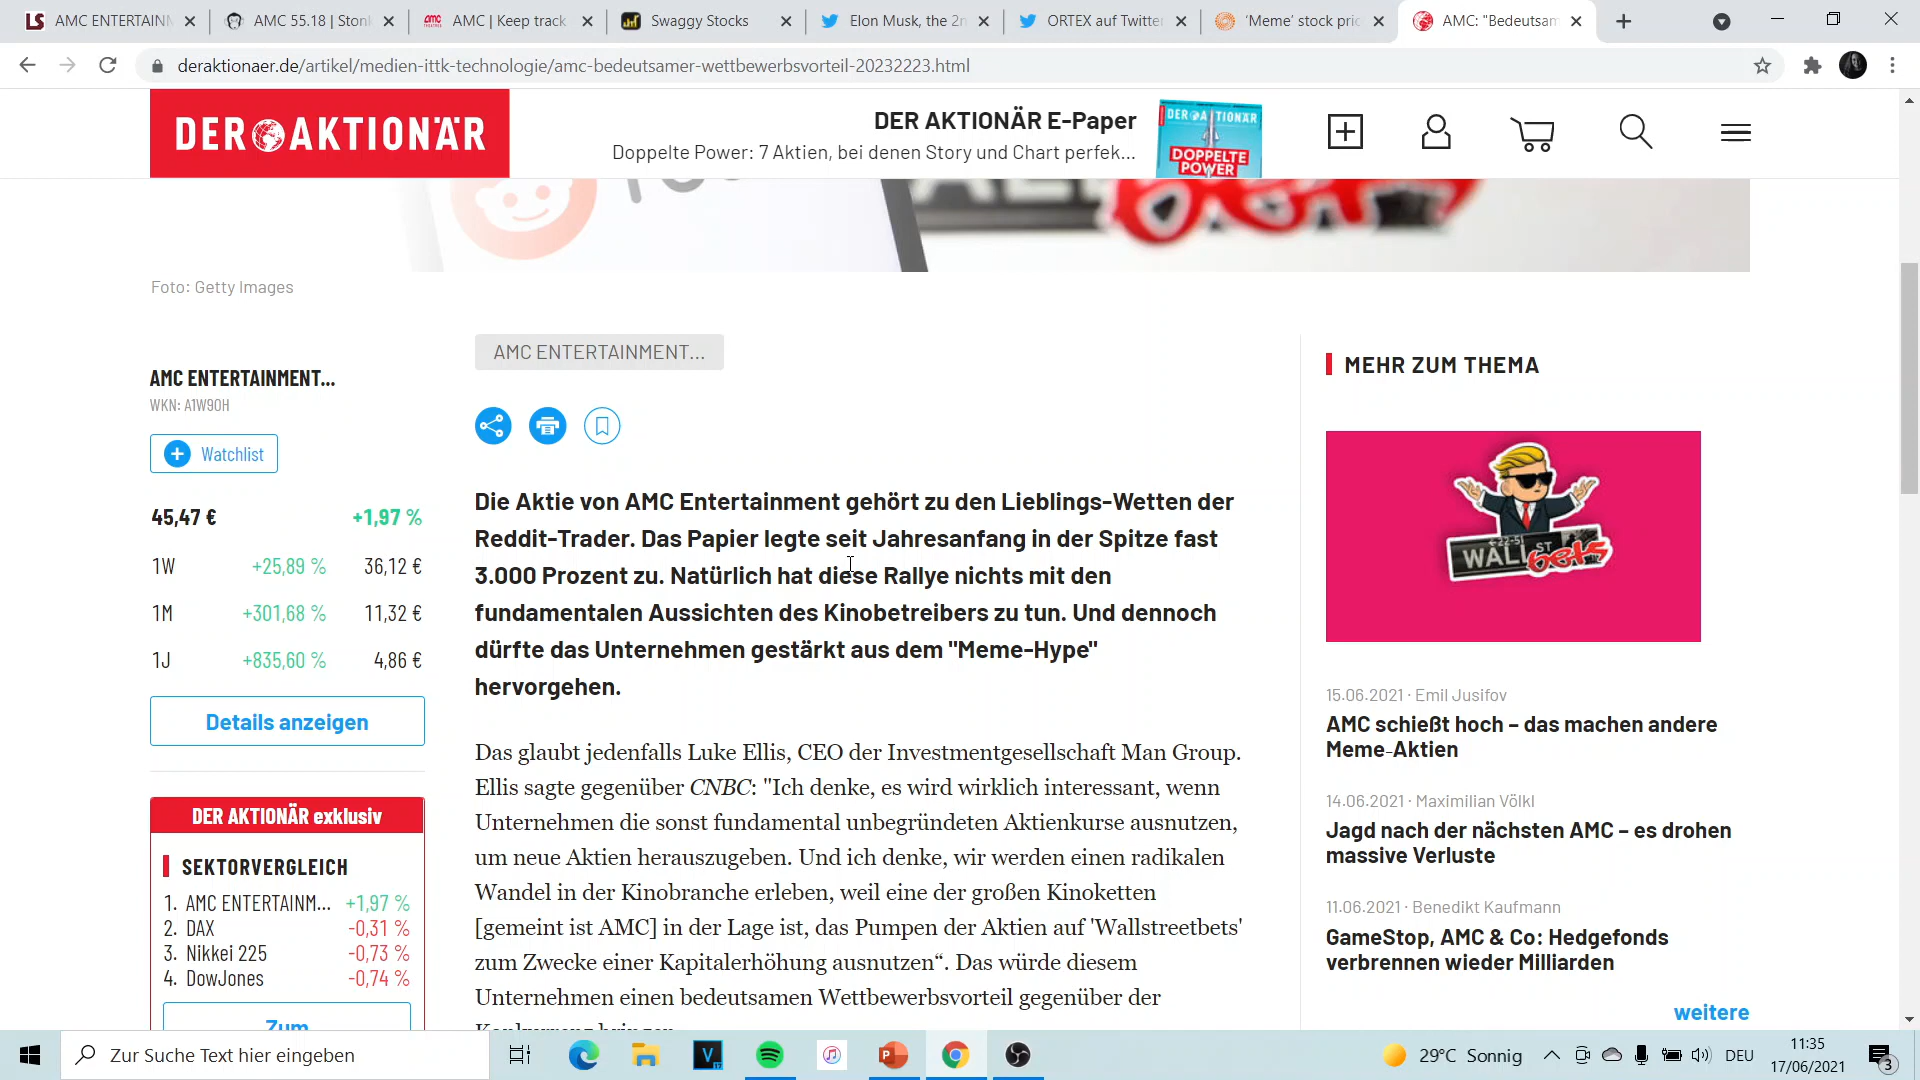 AMC ENTERTAINM
AMC 55.18 | Stonk
AMC | Keep track
Swaggy Stocks
Elon Musk, the 2n
ORTEX auf Twitter
'Meme' stock pric
AMC: "Bedeutsam
deraktionaer.de/artikel/medien-ittk-technologie/amc-bedeutsamer-wettbewerbsvorteil-20232223.html
DER AKTIONÄR
DER AKTIONÄR E-Paper
Doppelte Power: 7 Aktien, bei denen Story und Chart perfek...
DER AKTIONÄR
DOPPELTE
POWER
Foto: Getty Images
AMC ENTERTAINMENT...
WKN: A1W90H
Watchlist
45,47 € +1,97 %
1W +25,89 % 36,12 €
1M +301,68 % 11,32 €
1J +835,60 % 4,86 €
Details anzeigen
DER AKTIONÄR exklusiv
SEKTORVERGLEICH
1. AMC ENTERTAINM... +1,97 %
2. DAX -0,31 %
3. Nikkei 225 -0,73 %
4. DowJones -0,74 %
Zum
AMC ENTERTAINMENT...
Die Aktie von AMC Entertainment gehört zu den Lieblings-Wetten der
Reddit-Trader. Das Papier legte seit Jahresanfang in der Spitze fast
3.000 Prozent zu. Natürlich hat diese Rallye nichts mit den
fundamentalen Aussichten des Kinobetreibers zu tun. Und dennoch
dürfte das Unternehmen gestärkt aus dem "Meme-Hype"
hervorgehen.
Das glaubt jedenfalls Luke Ellis, CEO der Investmentgesellschaft Man Group.
Ellis sagte gegenüber CNBC: "Ich denke, es wird wirklich interessant, wenn
Unternehmen die sonst fundamental unbegründeten Aktienkurse ausnutzen,
um neue Aktien herauszugeben. Und ich denke, wir werden einen radikalen
Wandel in der Kinobranche erleben, weil eine der großen Kinoketten
[gemeint ist AMC] in der Lage ist, das Pumpen der Aktien auf 'Wallstreetbets'
zum Zwecke einer Kapitalerhöhung ausnutzen“. Das würde diesem
Unternehmen einen bedeutsamen Wettbewerbsvorteil gegenüber der
Konkurrenz bringen.
MEHR ZUM THEMA
WALL ST bets
15.06.2021 · Emil Jusifov
AMC schießt hoch – das machen andere
Meme-Aktien
14.06.2021 · Maximilian Völkl
Jagd nach der nächsten AMC – es drohen
massive Verluste
11.06.2021 · Benedikt Kaufmann
GameStop, AMC & Co: Hedgefonds
verbrennen wieder Milliarden
weitere
Zur Suche Text hier eingeben
29°C Sonnig
DEU
11:35
17/06/2021
3